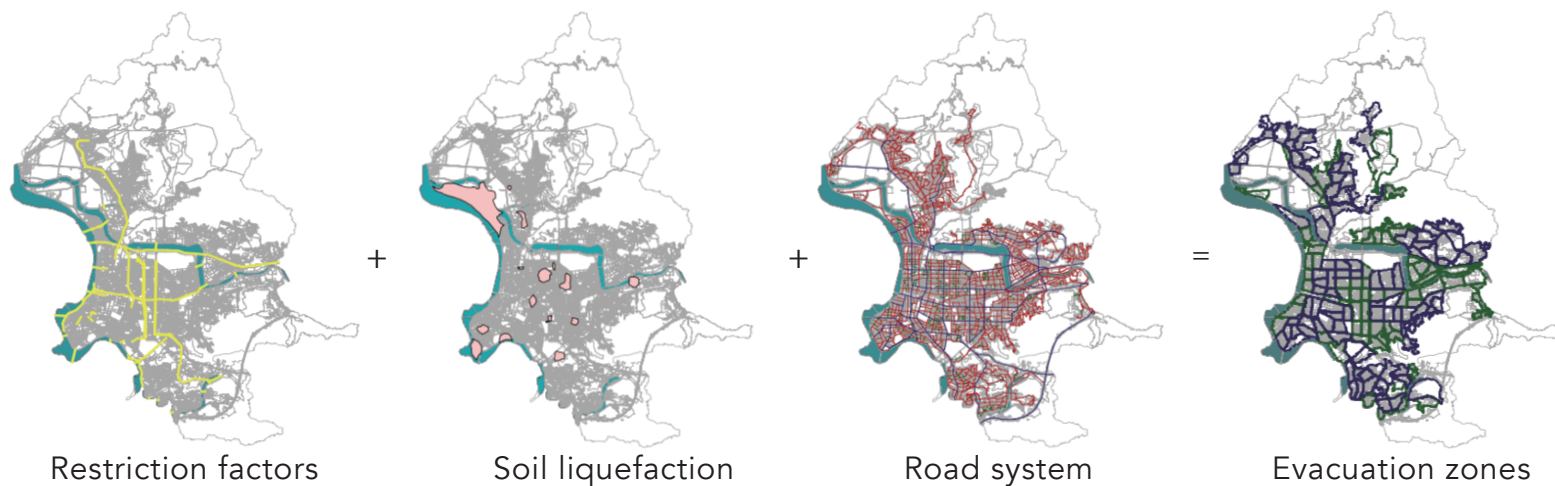 + + =
Restriction factors Soil liquefaction Road system Evacuation zones